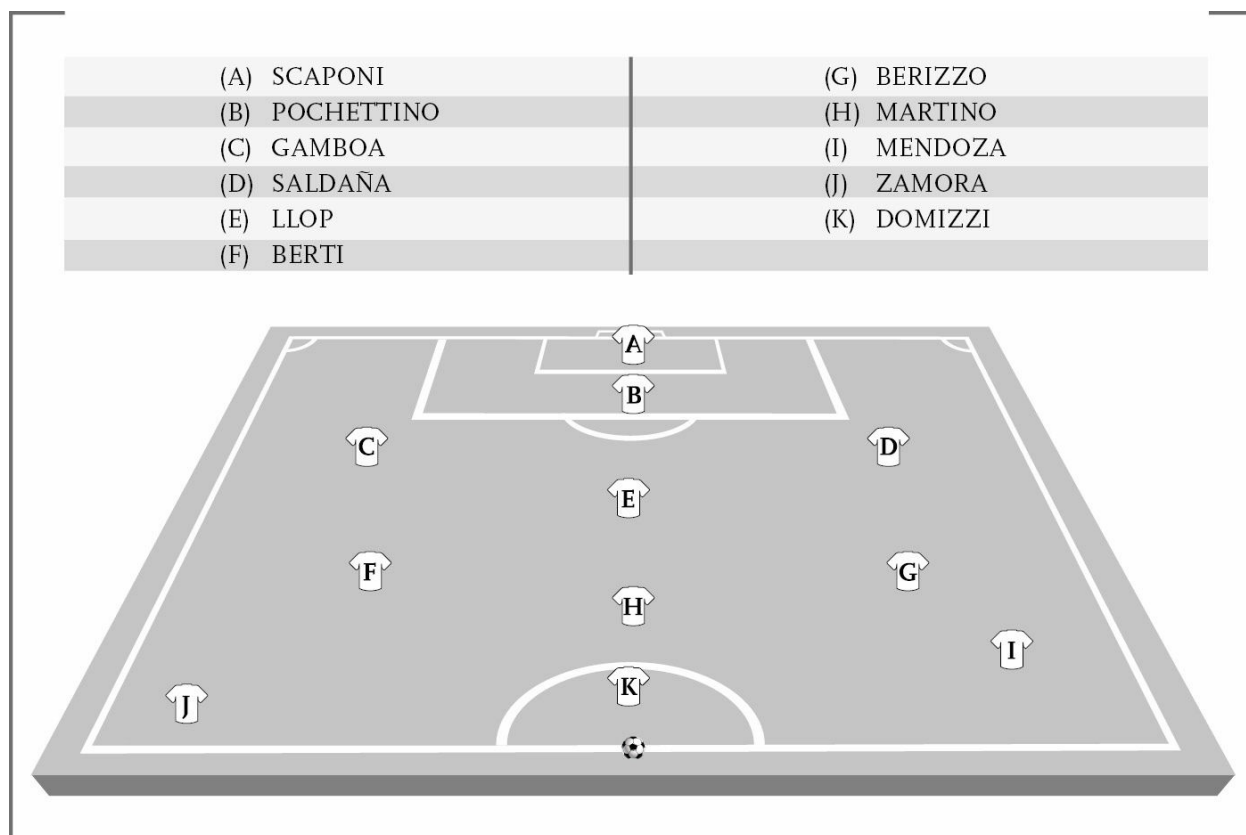 (A) SCAPONI
(B) POCHETTINO
(C) GAMBOA
(D) SALDAÑA
(E) LLOP
(F) BERTI
(G) BERIZZO
(H) MARTINO
(I) MENDOZA
(J) ZAMORA
(K) DOMIZZI
A
B
C
D
E
F
G
H
I
J
K